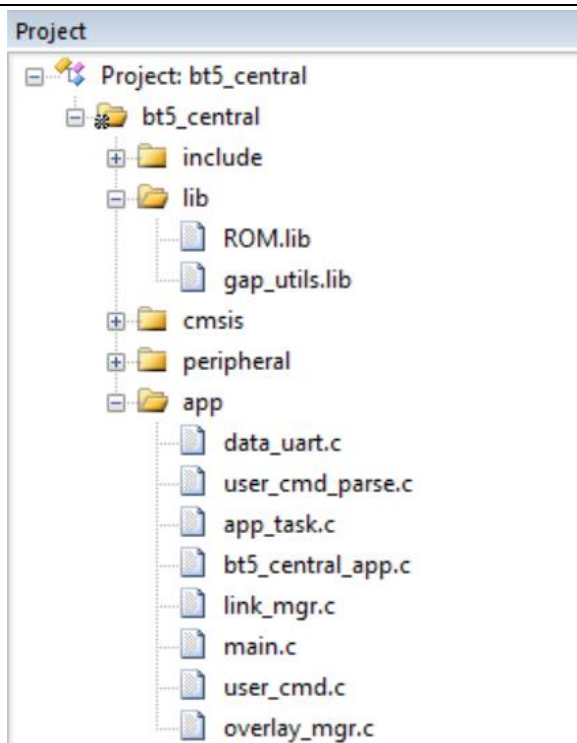 Project
Project: bt5_central
bt5_central
include
lib
ROM.lib
gap_utils.lib
cmsis
peripheral
app
data_uart.c
user_cmd_parse.c
app_task.c
bt5_central_app.c
link_mgr.c
main.c
user_cmd.c
overlay_mgr.c